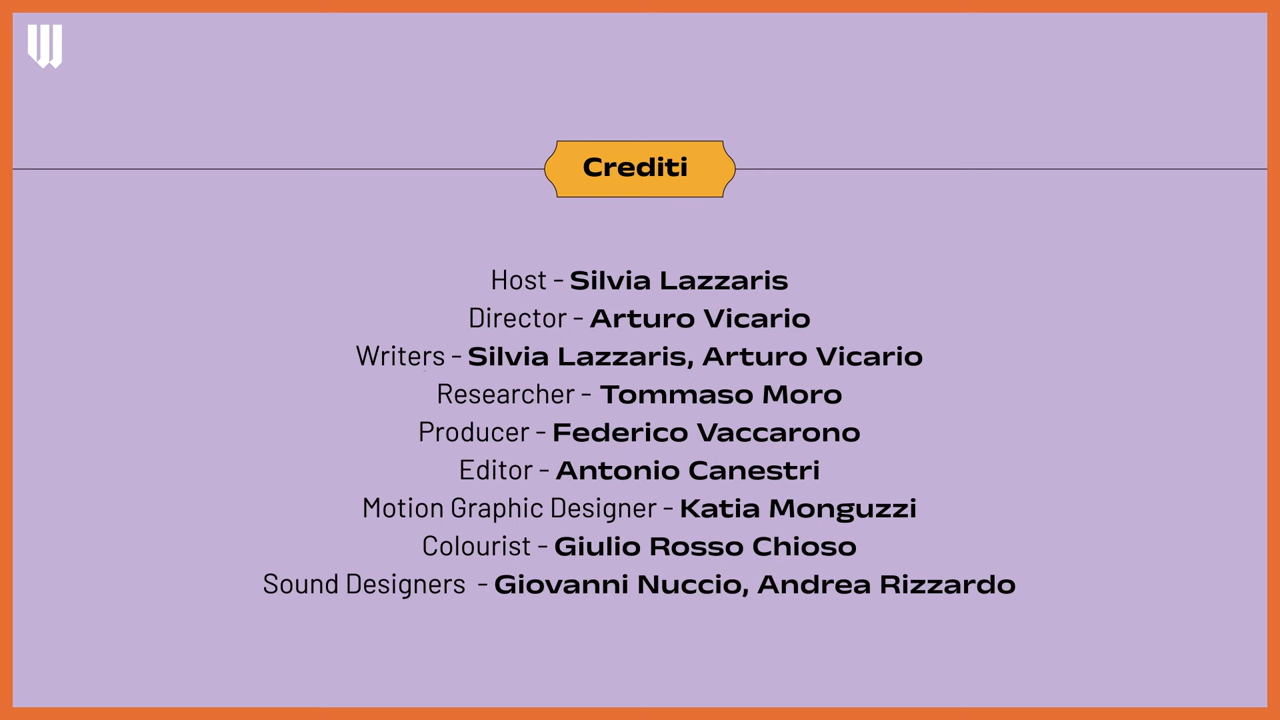 Crediti
Host - Silvia Lazzaris
Director - Arturo Vicario
Writers - Silvia Lazzaris, Arturo Vicario
Researcher - Tommaso Moro
Producer - Federico Vaccarono
Editor - Antonio Canestri
Motion Graphic Designer - Katia Monguzzi
Colourist - Giulio Rosso Chioso
Sound Designers - Giovanni Nuccio, Andrea Rizzardo